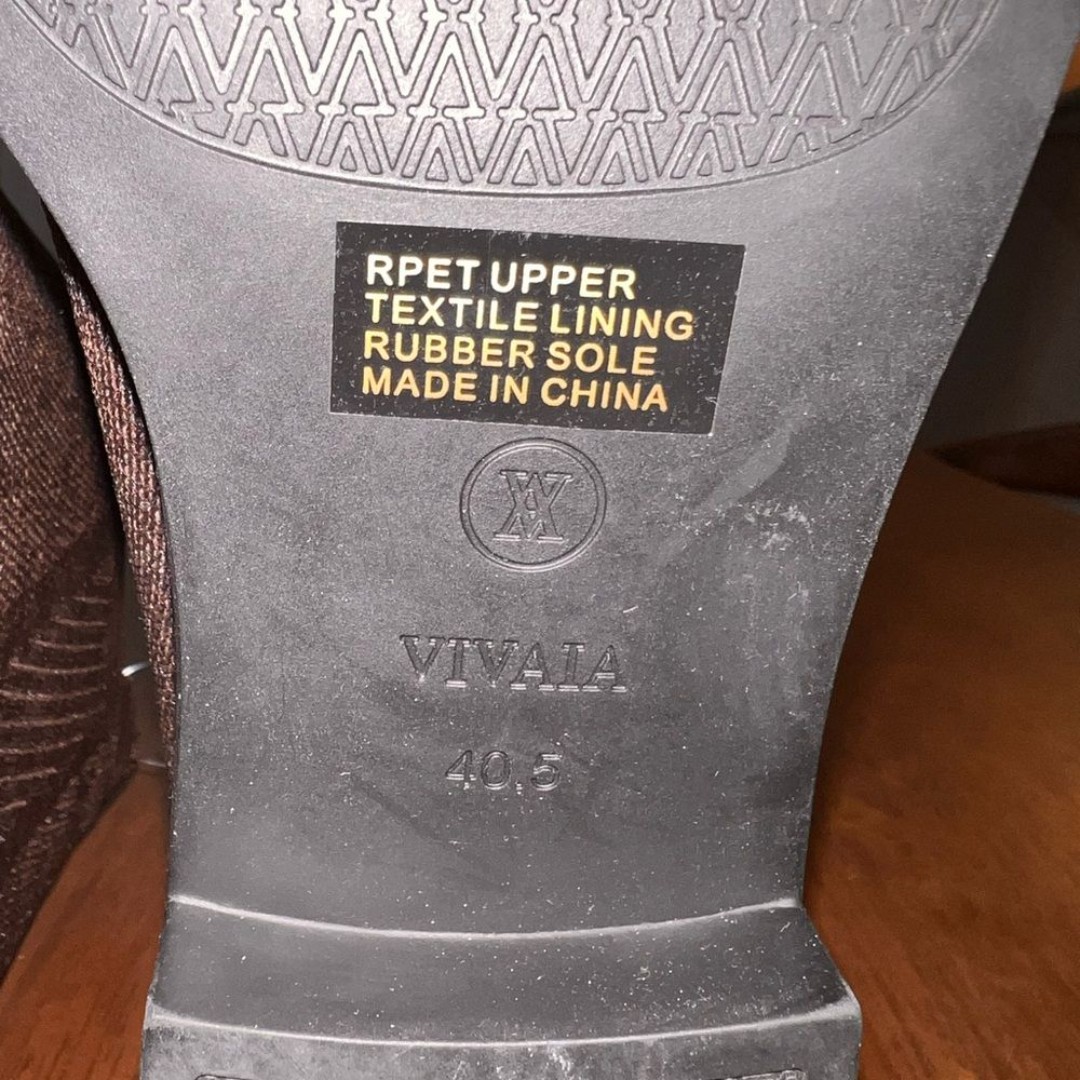 RPET UPPER
TEXTILE LINING
RUBBER SOLE
MADE IN CHINA
VIVAIA
40.5